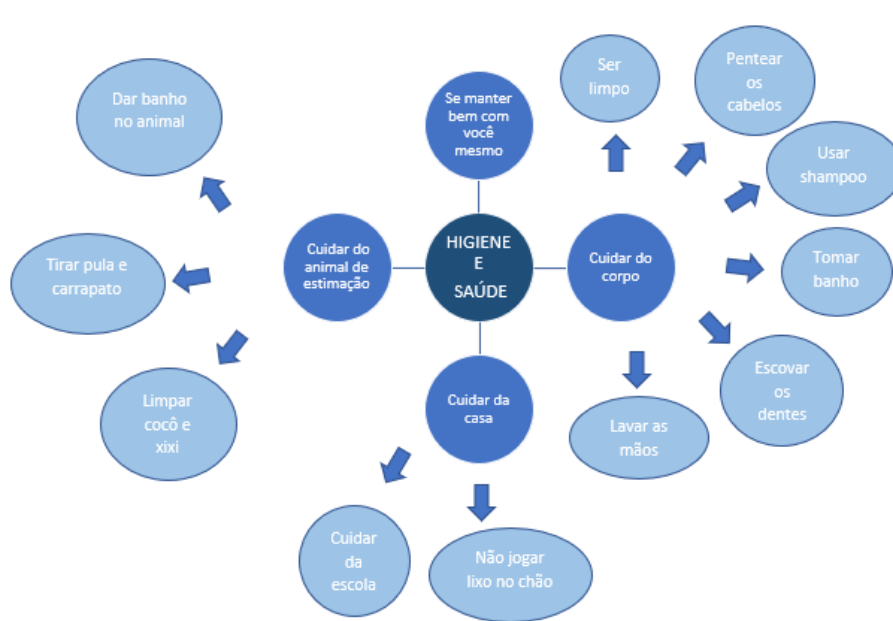 Ser
limpo
Pentear
os
cabelos
Dar banho
no animal
Se manter
bem com
você
mesmo
Usar
shampoo
Cuidar do
animal de
estimação
HIGIENE
E
SAÚDE
Cuidar do
corpo
Tomar
banho
Tirar pula e
carrapato
Escovar
os
dentes
Limpar
cocô e
xixi
Cuidar da
casa
Lavar as
mãos
Cuidar
da
escola
Não jogar
lixo no chão